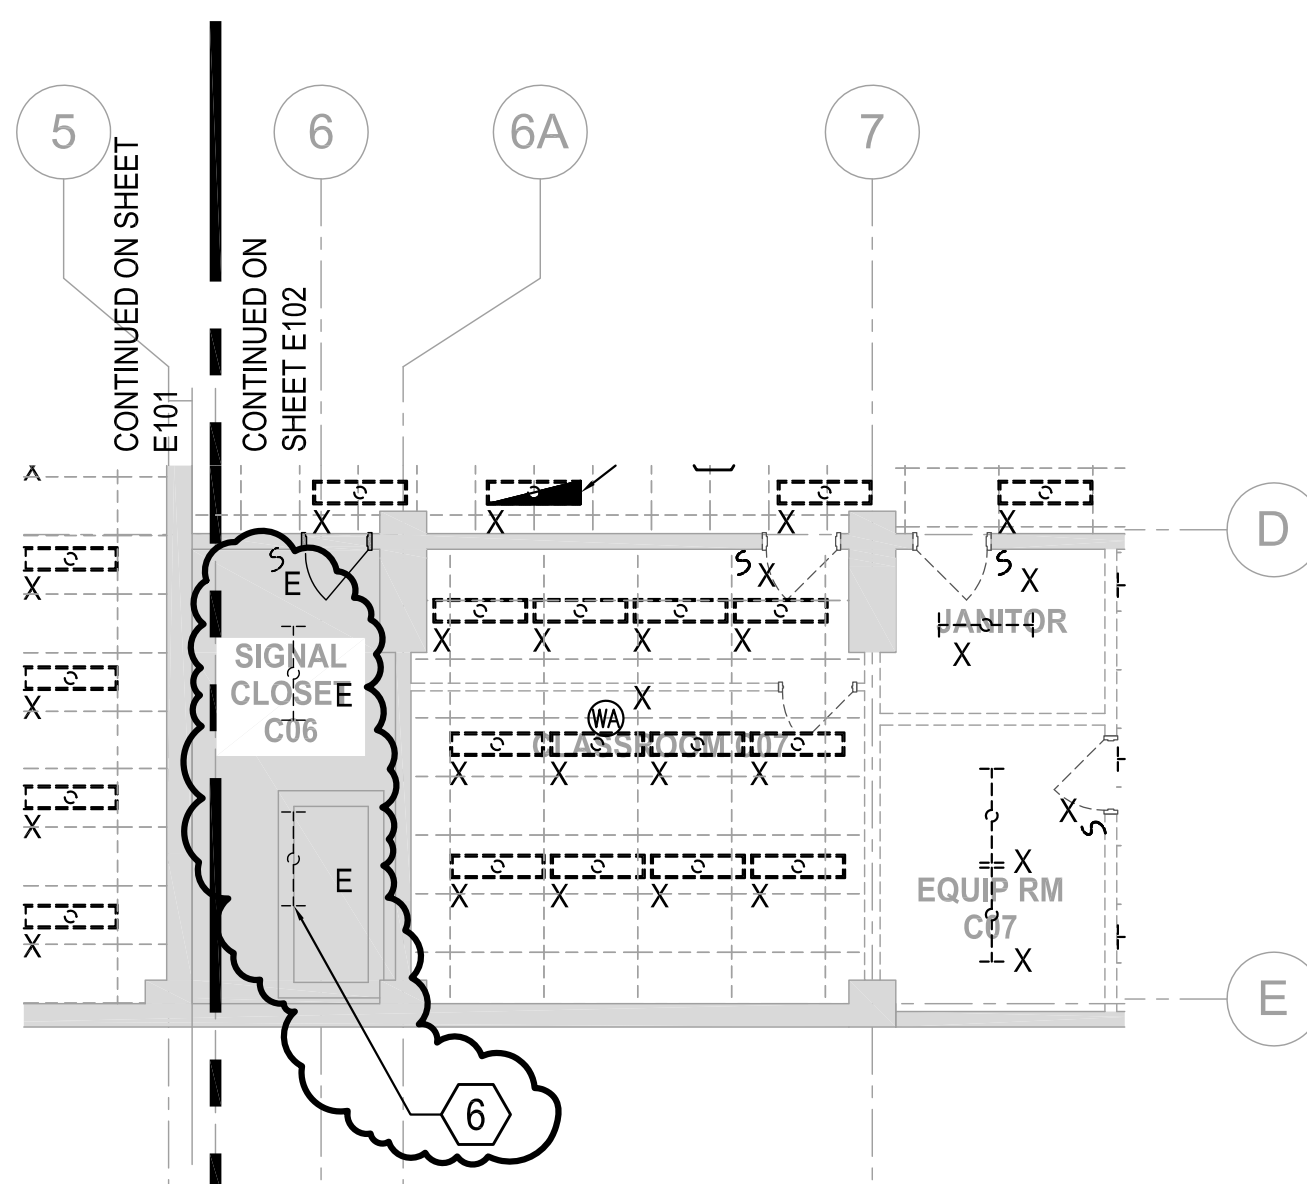 5
6
6A
7
CONTINUED ON SHEET
E101
CONTINUED ON
SHEET E102
X
X
X
X
X
D
X
S
E
S
X
S
X
X
X
X
X
X
JANITOR
X
SIGNAL
CLOSET
C06
E
X
X
WA
CLASSROOM C07
X
X
X
X
X
X
S
E
X
X
X
X
X
EQUIP RM
C07
X
X
E
6